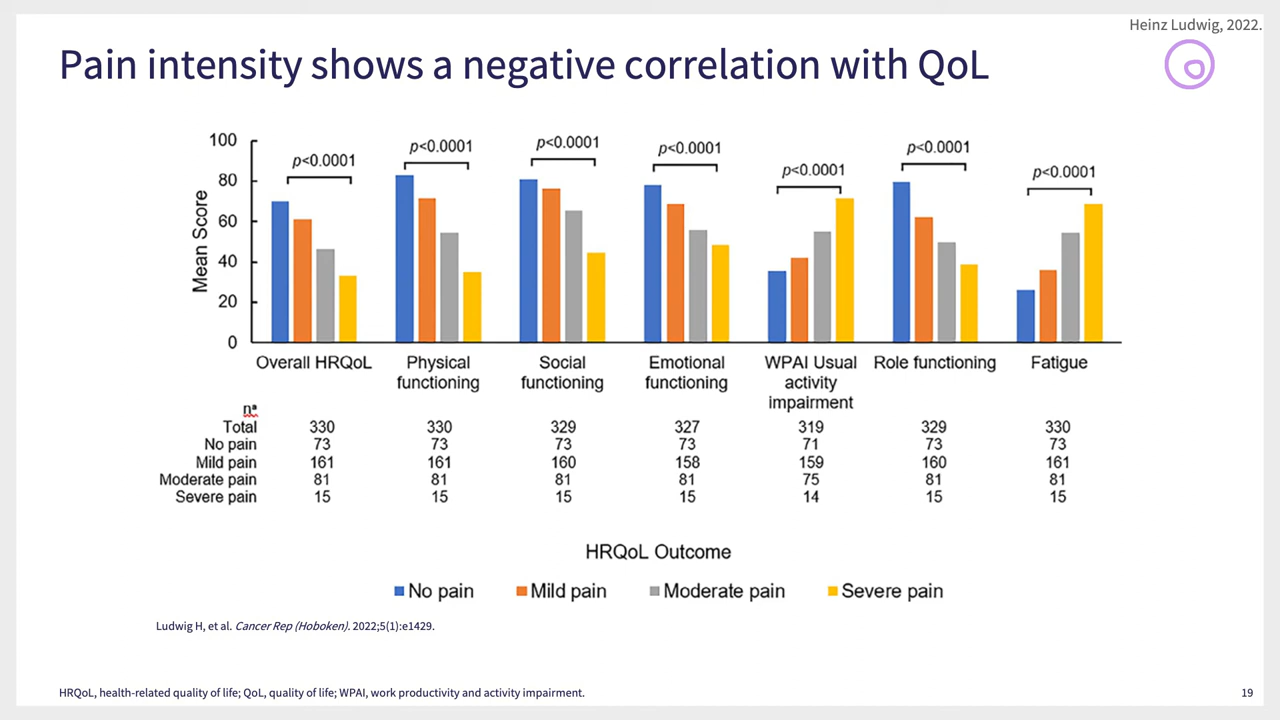 Heinz Ludwig, 2022.
Pain intensity shows a negative correlation with QoL
Mean Score
100
80
60
40
20
0
p<0.0001
p<0.0001
p<0.0001
p<0.0001
p<0.0001
p<0.0001
p<0.0001
Overall HRQoL
Physical
functioning
Social
functioning
Emotional
functioning
WPAI Usual
activity
impairment
Role functioning
Fatigue
nª
Total 330 330 329 327 319 329 330
No pain 73 73 73 73 71 73 73
Mild pain 161 161 160 158 159 160 161
Moderate pain 81 81 81 81 75 81 81
Severe pain 15 15 15 15 14 15 15
HRQoL Outcome
No pain Mild pain Moderate pain Severe pain
Ludwig H, et al. Cancer Rep (Hoboken). 2022;5(1):e1429.
HRQoL, health-related quality of life; QoL, quality of life; WPAI, work productivity and activity impairment.
19